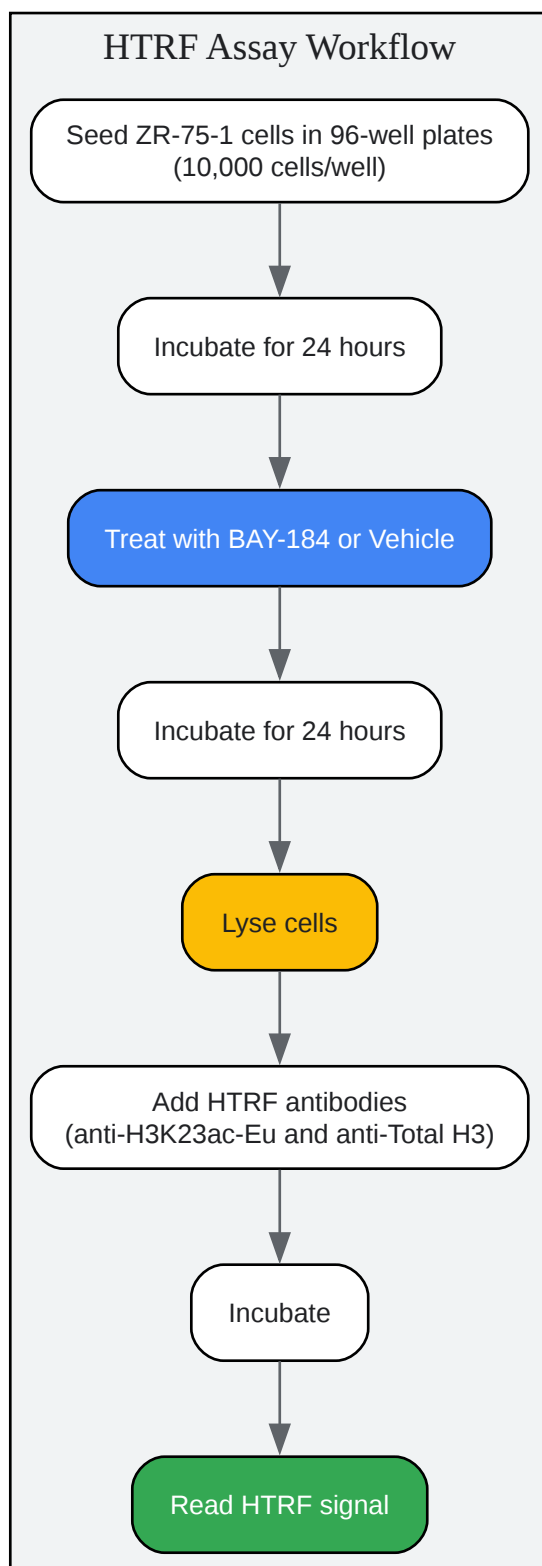 HTRF Assay Workflow
Seed ZR-75-1 cells in 96-well plates
(10,000 cells/well)
Incubate for 24 hours
Treat with BAY-184 or Vehicle
Incubate for 24 hours
Lyse cells
Add HTRF antibodies
(anti-H3K23ac-Eu and anti-Total H3)
Incubate
Read HTRF signal